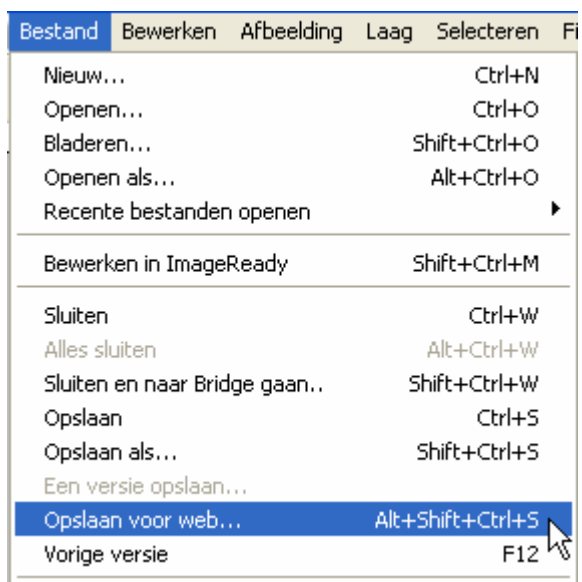 Bestand Bewerken Afbeelding Laag Selecteren Fi
Nieuw... Ctrl+N
Openen... Ctrl+O
Bladeren... Shift+Ctrl+O
Openen als... Alt+Ctrl+O
Recente bestanden openen
Bewerken in ImageReady Shift+Ctrl+M
Sluiten Ctrl+W
Alles sluiten Alt+Ctrl+W
Sluiten en naar Bridge gaan.. Shift+Ctrl+W
Opslaan Ctrl+S
Opslaan als... Shift+Ctrl+S
Een versie opslaan...
Opslaan voor web... Alt+Shift+Ctrl+S
Vorige versie F12